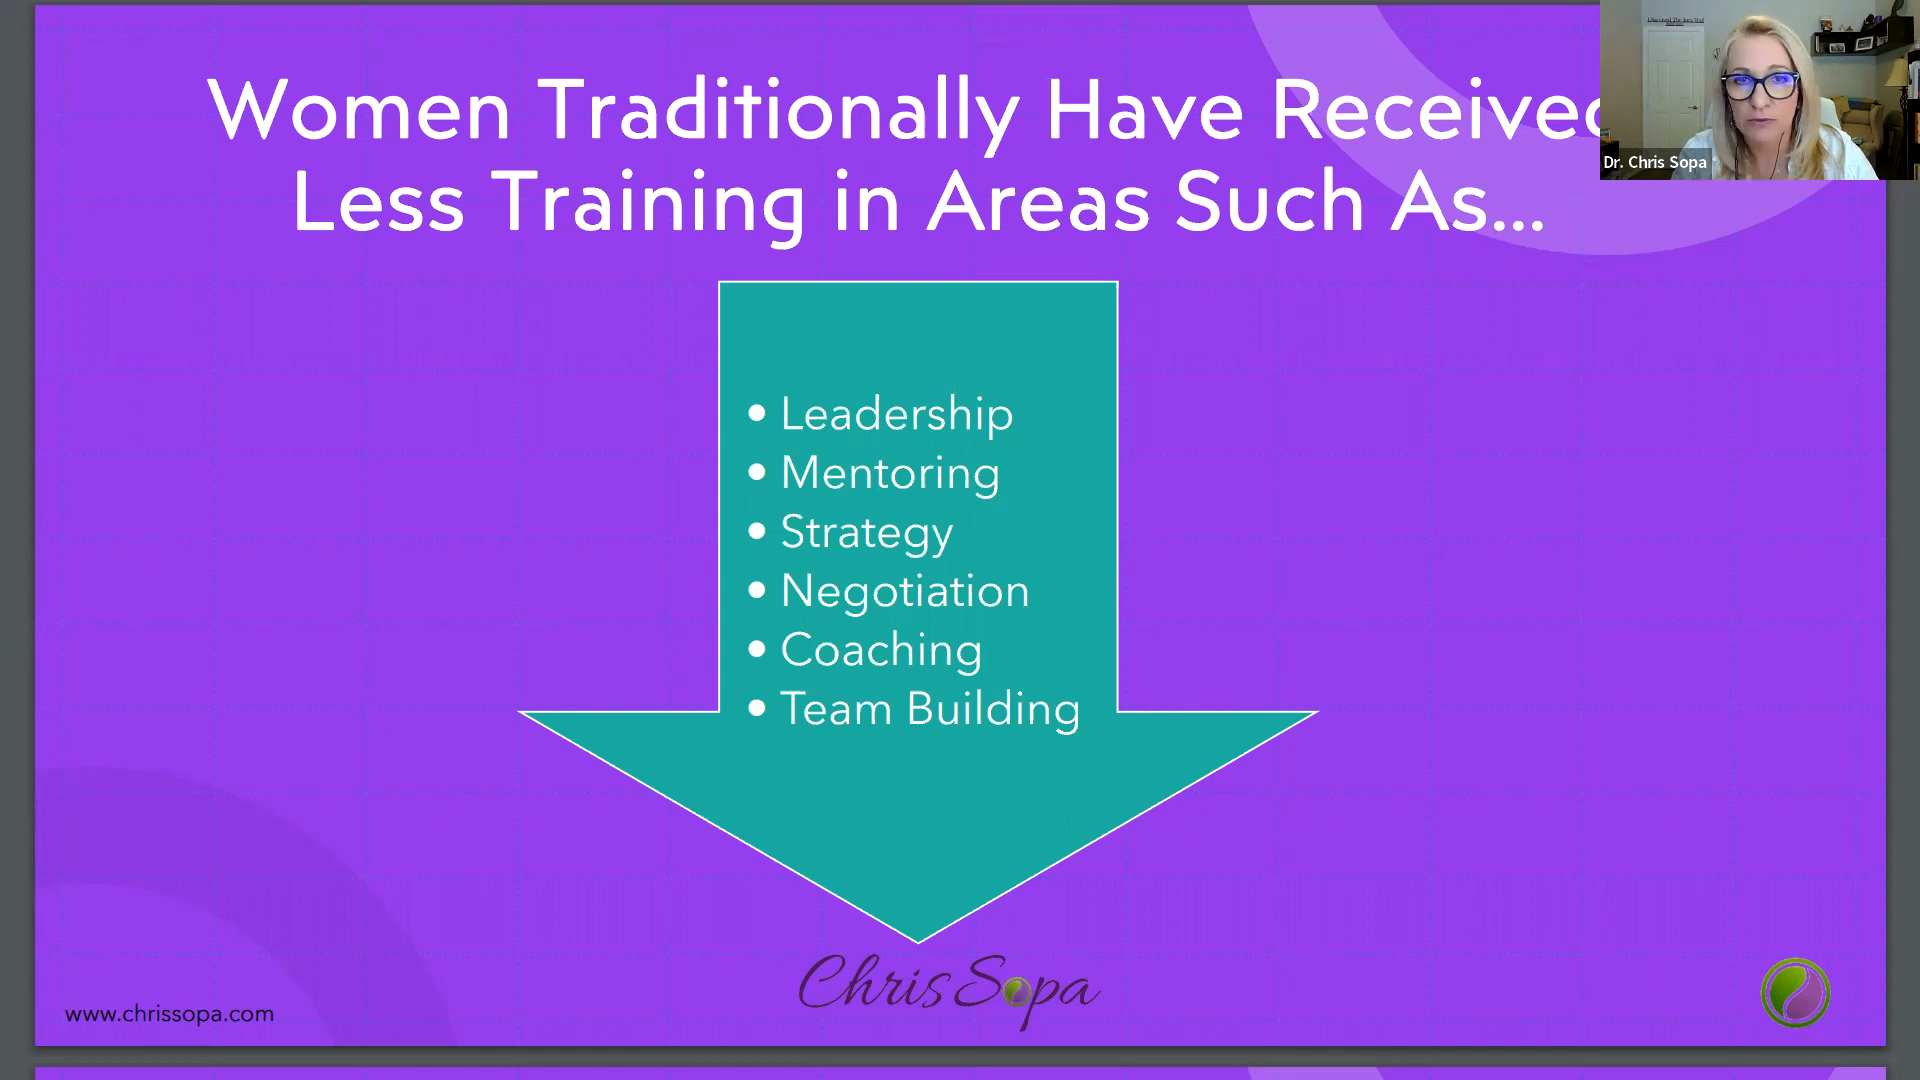 Women Traditionally Have Received
Less Training in Areas Such As...
Dr. Chris Sopa
• Leadership
• Mentoring
• Strategy
• Negotiation
• Coaching
• Team Building
Chris Sopa
www.chrissopa.com